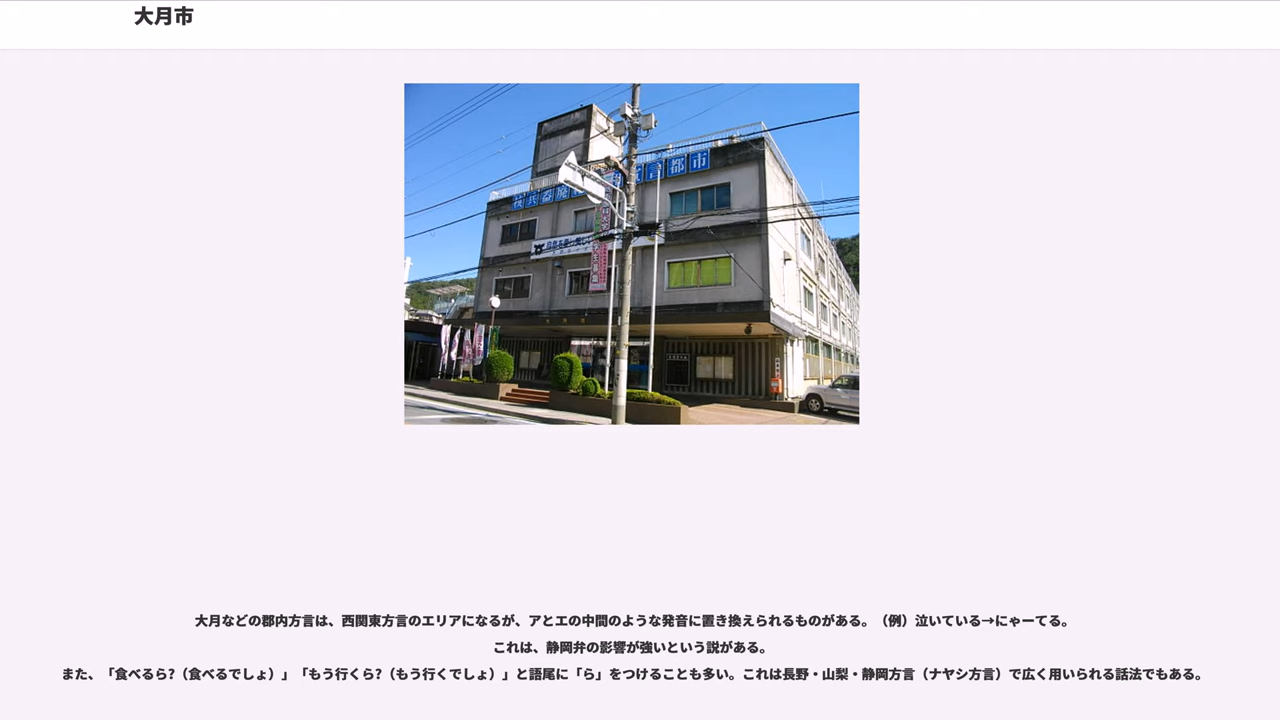 大月市
核兵器廃
言都市
大月などの郡内方言は、西関東方言のエリアになるが、アとエの中間のような発音に置き換えられるものがある。（例）泣いている→にゃーてる。
これは、静岡弁の影響が強いという説がある。
また、「食べるら?（食べるでしょ）」「もう行くら?（もう行くでしょ）」と語尾に「ら」をつけることも多い。これは長野・山梨・静岡方言（ナヤシ方言）で広く用いられる話法でもある。